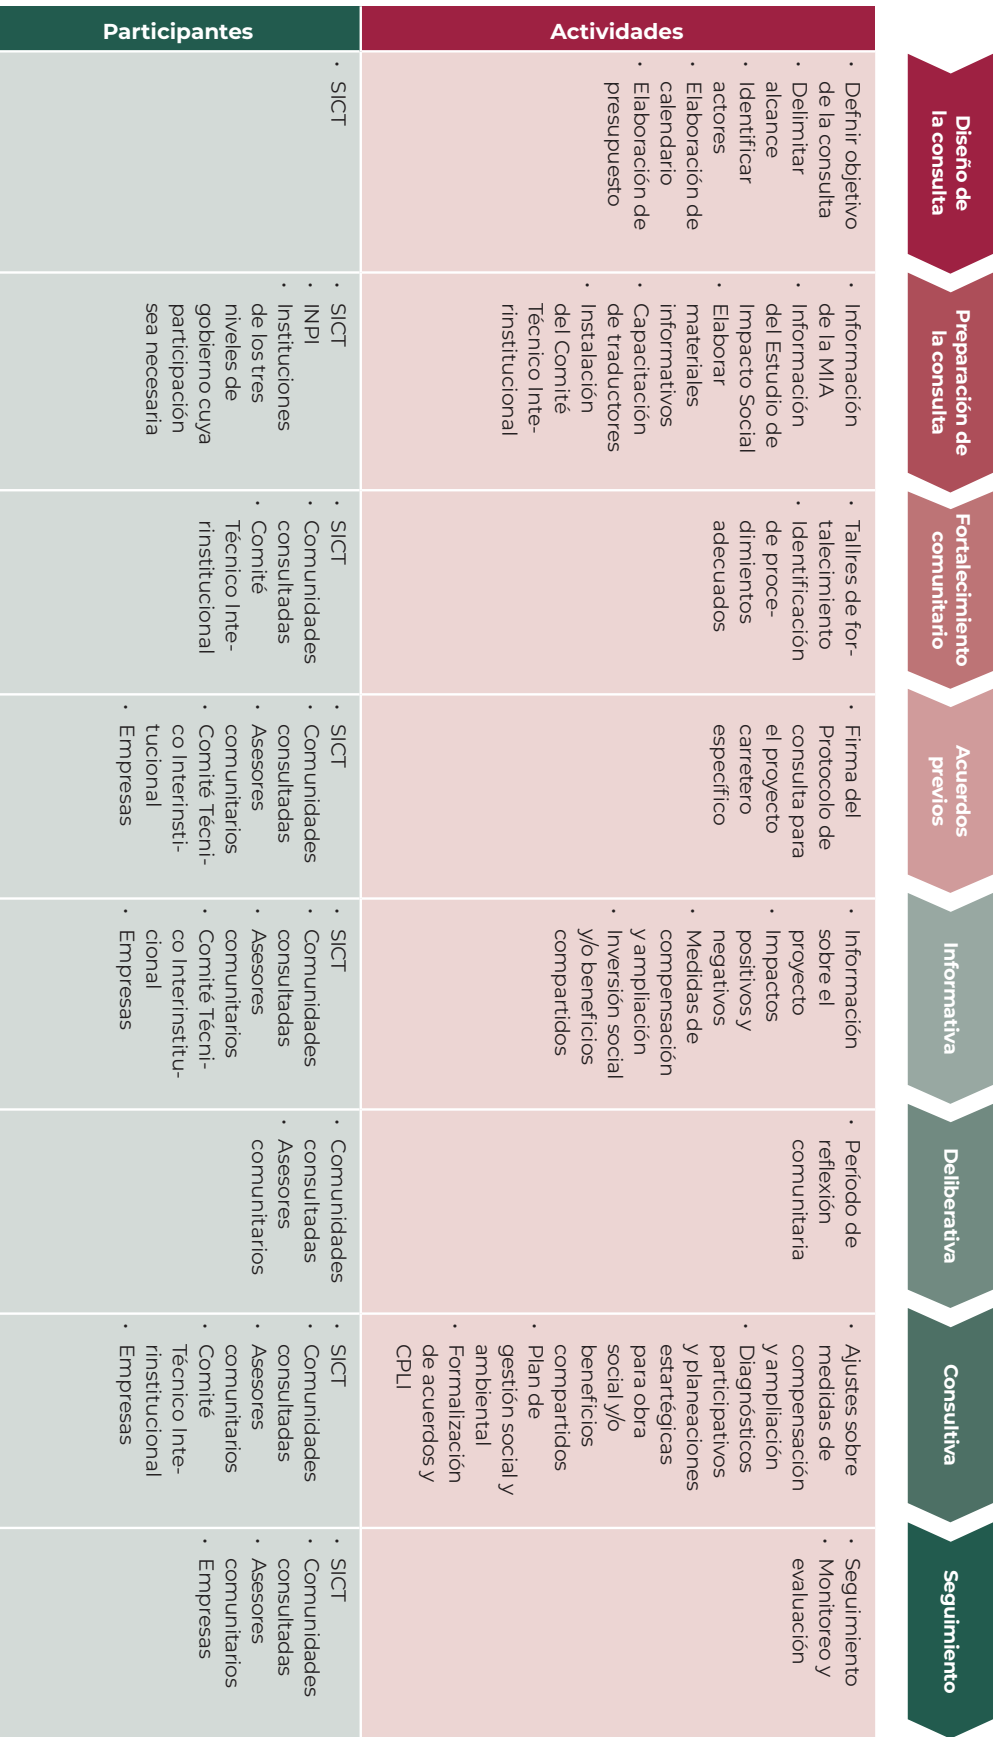 Participantes
Actividades
Diseño de
la consulta
• Defnir objetivo
de la consulta
• Delimitar
alcance
• Identificar
actores
• Elaboración de
calendario
• Elaboración de
presupuesto
• SICT
Preparación de
la consulta
• Información
de la MIA
• Información
del Estudio de
Impacto Social
• Elaborar
materiales
informativos
• Capacitación
de traductores
• Instalación
del Comité
Técnico Inte-
rinstitucional
• SICT
• INPI
• Instituciones
de los tres
niveles de
gobierno cuya
participación
sea necesaria
Fortalecimiento
comunitario
• Tallres de for-
talecimiento
• Identificación
de proce-
dimientos
adecuados
• SICT
• Comunidades
consultadas
• Comité
Técnico Inte-
rinstitucional
Acuerdos
previos
• Firma del
Protocolo de
consulta para
el proyecto
carretero
específico
• SICT
• Comunidades
consultadas
• Asesores
comunitarios
• Comité Técni-
co Interinsti-
tucional
• Empresas
Informativa
• Información
sobre el
proyecto
• Impactos
positivos y
negativos
• Medidas de
compensación
y ampliación
• Inversión social
y/o beneficios
compartidos
• SICT
• Comunidades
consultadas
• Asesores
comunitarios
• Comité Técni-
co Interinstitu-
cional
• Empresas
Deliberativa
• Período de
reflexión
comunitaria
• Comunidades
consultadas
• Asesores
comunitarios
Consultiva
• Ajustes sobre
medidas de
compensación
y ampliación
• Diagnósticos
participativos
y planeaciones
estartégicas
para obra
social y/o
beneficios
compartidos
• Plan de
gestión social y
ambiental
• Formalización
de acuerdos y
CPLI
• SICT
• Comunidades
consultadas
• Asesores
comunitarios
• Comité
Técnico Inte-
rinstitucional
• Empresas
Seguimiento
• Seguimiento
• Monitoreo y
evaluación
• SICT
• Comunidades
consultadas
• Asesores
comunitarios
• Empresas